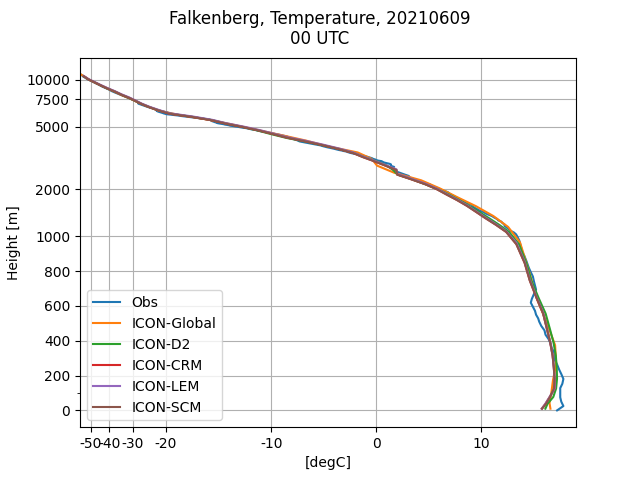 Falkenberg, Temperature, 20210609
00 UTC
10000
7500
5000
2000
1000
800
600
400
200
0
Height [m]
Obs
ICON-Global
ICON-D2
ICON-CRM
ICON-LEM
ICON-SCM
-50 -40 -30 -20 -10 0 10
[degC]